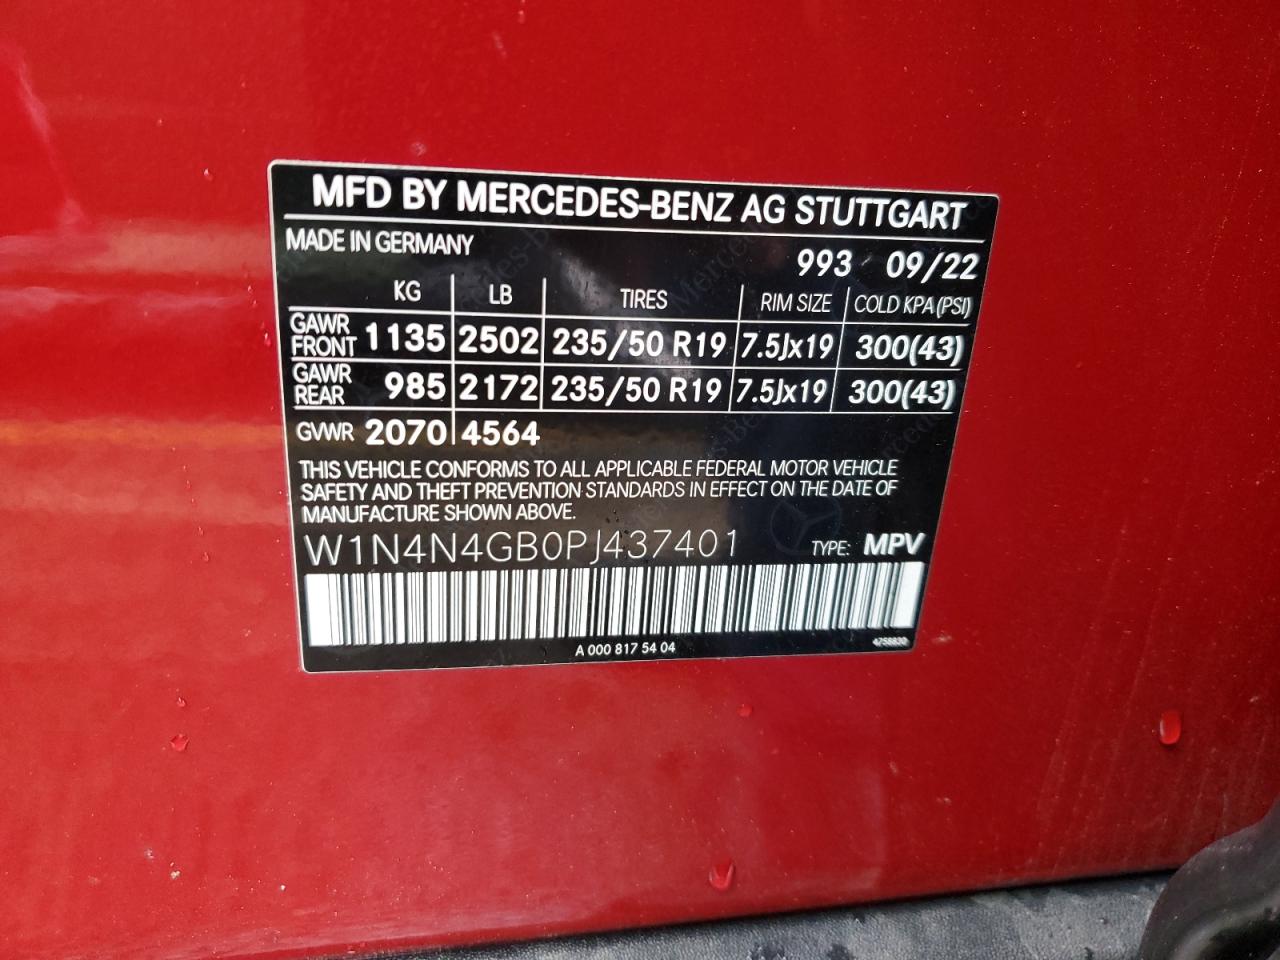 MFD BY MERCEDES-BENZ AG STUTTGART
MADE IN GERMANY
993 09/22
KG LB TIRES RIM SIZE COLD KPA(PSI)
GAWR FRONT 1135 2502 235/50 R19 7.5Jx19 300(43)
GAWR REAR 985 2172 235/50 R19 7.5Jx19 300(43)
GVWR 2070 4564
THIS VEHICLE CONFORMS TO ALL APPLICABLE FEDERAL MOTOR VEHICLE
SAFETY AND THEFT PREVENTION STANDARDS IN EFFECT ON THE DATE OF
MANUFACTURE SHOWN ABOVE.
W1N4N4GB0PJ437401 TYPE: MPV
A 000 817 54 04 4758830